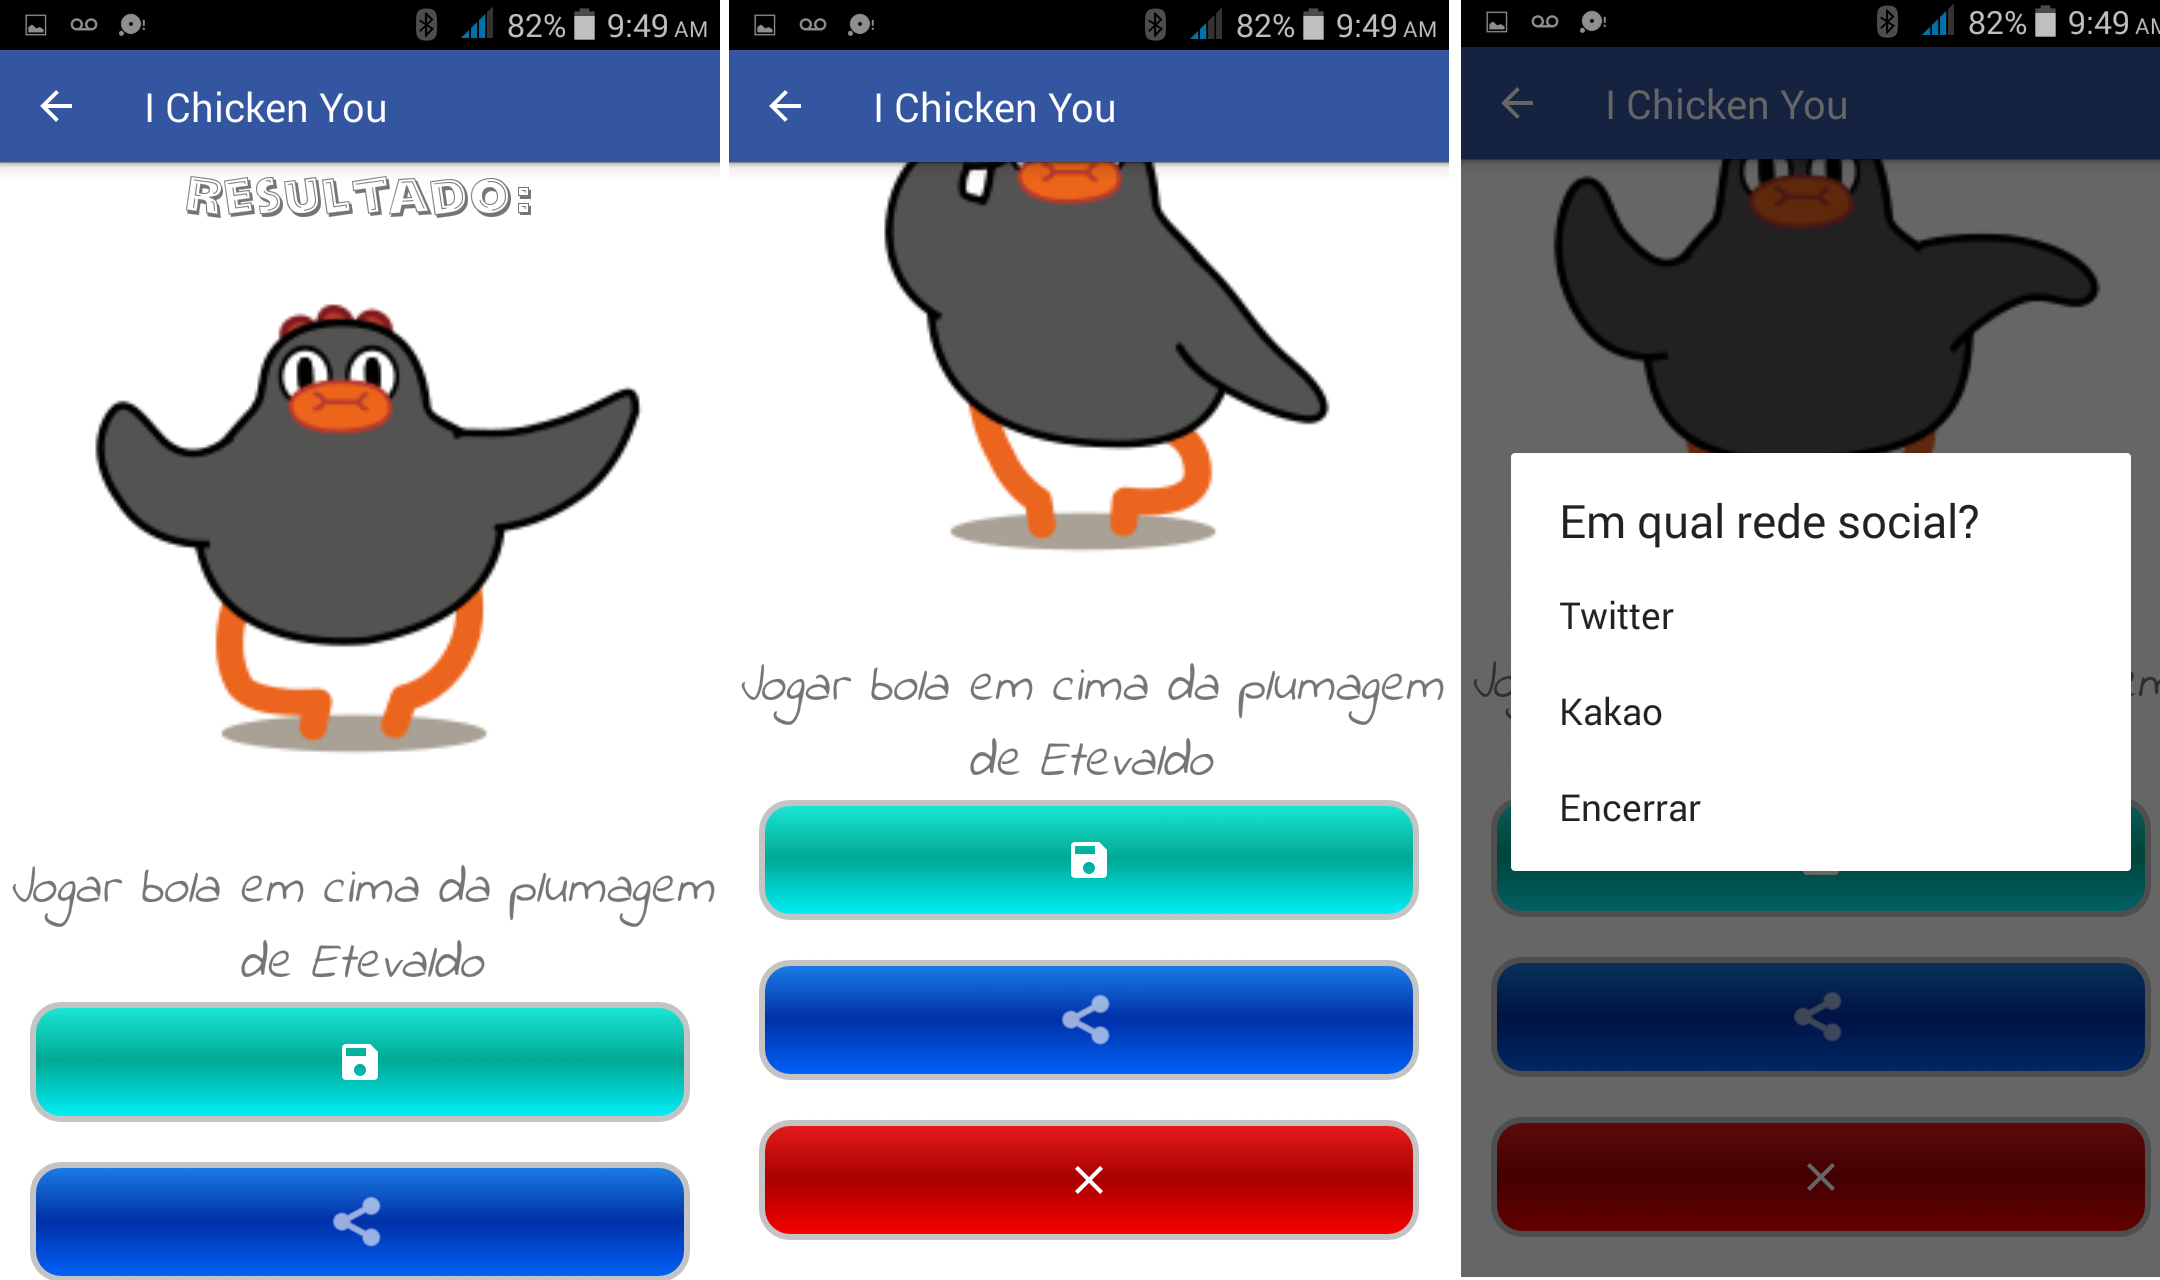 82% 9:49 AM
I Chicken You
RESULTADO:
Jogar bola em cima da plumagem
de Etevaldo
82% 9:49 AM
I Chicken You
Jogar bola em cima da plumagem
de Etevaldo
82% 9:49 AM
I Chicken You
Em qual rede social?
Twitter
Kakao
Encerrar